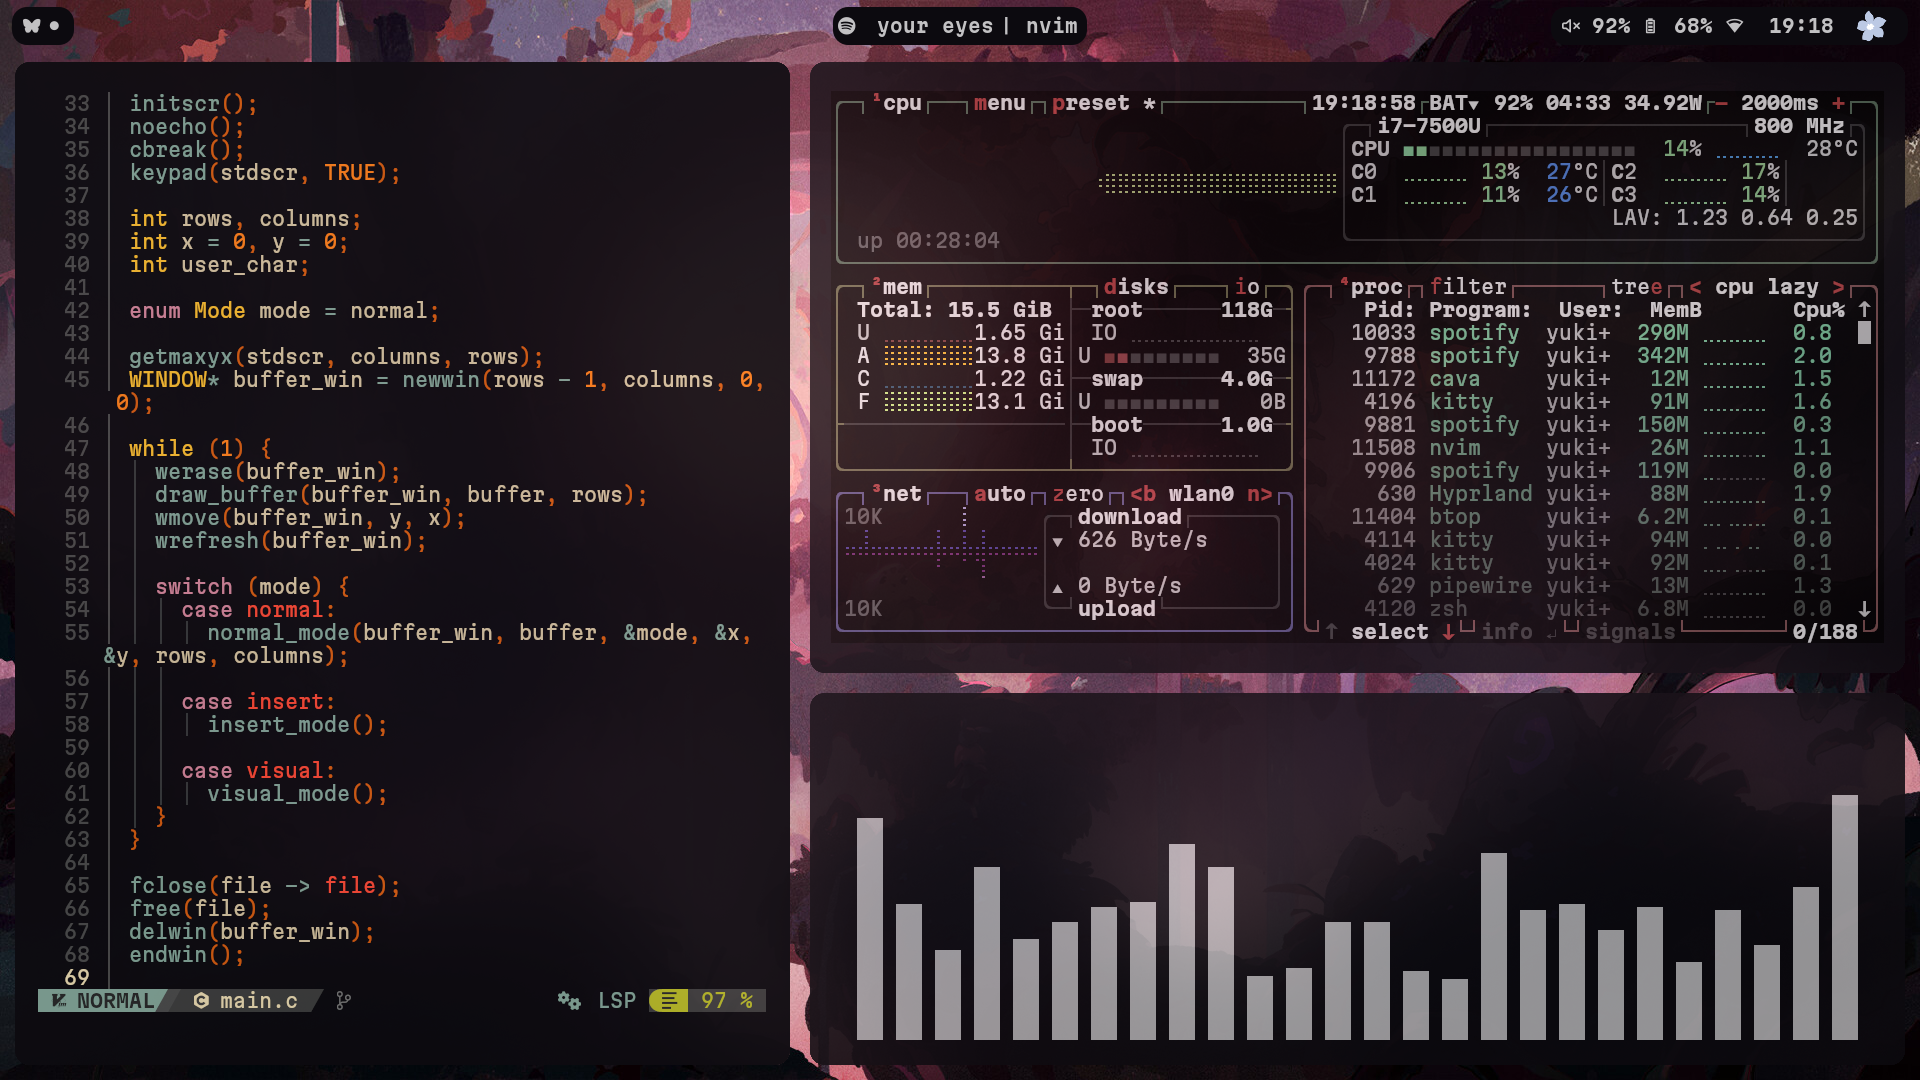 your eyes | nvim
92% 68% 19:18
33 initscr();
34 noecho();
35 cbreak();
36 keypad(stdscr, TRUE);
37
38 int rows, columns;
39 int x = 0, y = 0;
40 int user_char;
41
42 enum Mode mode = normal;
43
44 getmaxyx(stdscr, columns, rows);
45 WINDOW* buffer_win = newwin(rows - 1, columns, 0,
0);
46
47 while (1) {
48 werase(buffer_win);
49 draw_buffer(buffer_win, buffer, rows);
50 wmove(buffer_win, y, x);
51 wrefresh(buffer_win);
52
53 switch (mode) {
54 case normal:
55 normal_mode(buffer_win, buffer, &mode, &x,
&y, rows, columns);
56
57 case insert:
58 insert_mode();
59
60 case visual:
61 visual_mode();
62 }
63 }
64
65 fclose(file -> file);
66 free(file);
67 delwin(buffer_win);
68 endwin();
69
NORMAL main.c LSP 97 %
¹cpu menu preset * 19:18:58 BAT▼ 92% 04:33 34.92W - 2000ms +
i7-7500U 800 MHz
CPU 14% 28°C
C0 13% 27°C C2 17%
C1 11% 26°C C3 14%
LAV: 1.23 0.64 0.25
up 00:28:04
²mem disks io
Total: 15.5 GiB root 118G
U 1.65 Gi IO
A 13.8 Gi U 35G
C 1.22 Gi swap 4.0G
F 13.1 Gi U 0B
boot 1.0G
IO
³net auto zero <b wlan0 n>
10K download
▼ 626 Byte/s
▲ 0 Byte/s
10K upload
⁴proc filter tree < cpu lazy >
Pid: Program: User: MemB Cpu% ↑
10033 spotify yuki+ 290M 0.8
9788 spotify yuki+ 342M 2.0
11172 cava yuki+ 12M 1.5
4196 kitty yuki+ 91M 1.6
9881 spotify yuki+ 150M 0.3
11508 nvim yuki+ 26M 1.1
9906 spotify yuki+ 119M 0.0
630 Hyprland yuki+ 88M 1.9
11404 btop yuki+ 6.2M 0.1
4114 kitty yuki+ 94M 0.0
4024 kitty yuki+ 92M 0.1
629 pipewire yuki+ 13M 1.3
4120 zsh yuki+ 6.8M 0.0 ↓
↑ select ↓ info ↲ signals 0/188